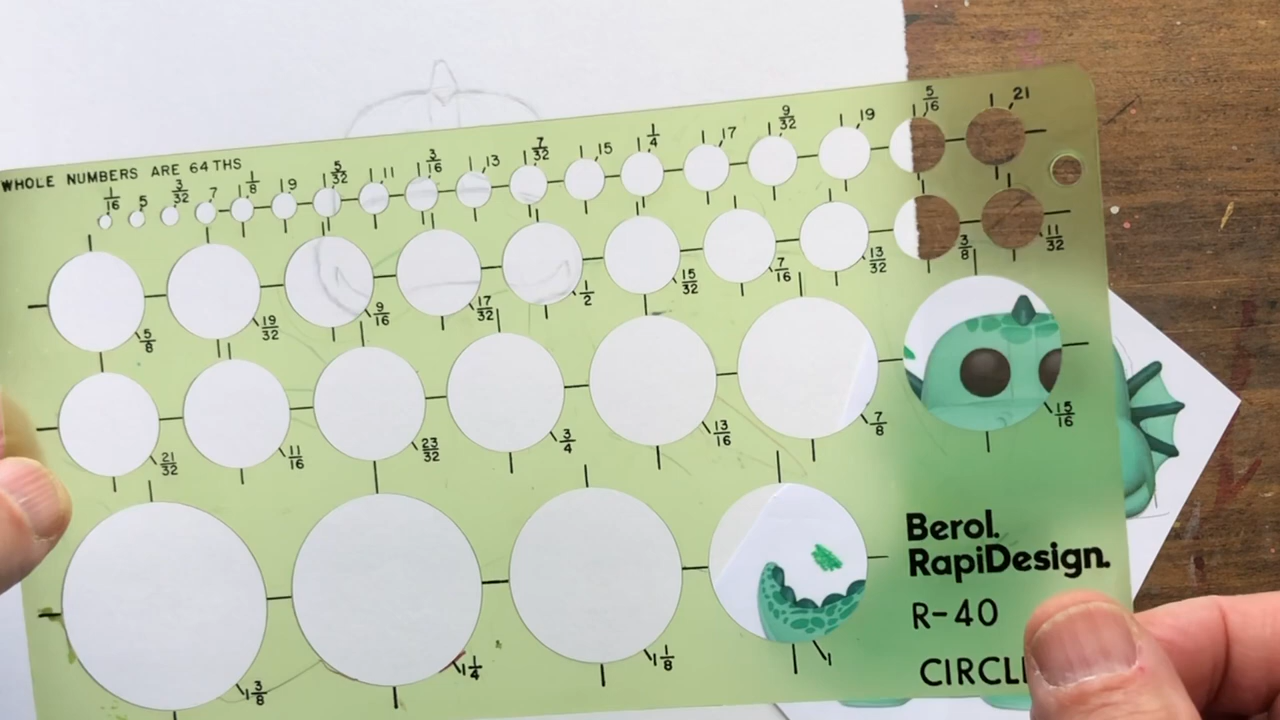 WHOLE NUMBERS ARE 64 THS
1/16 5 3/32 7 1/8 9 5/32 11 3/16 13 7/32 15 1/4 17 9/32 19 5/16 21
5/8 19/32 9/16 17/32 1/2 15/32 7/16 13/32 3/8 11/32
21/32 11/16 23/32 3/4 13/16 7/8 15/16
1 3/8 1 1/4 1 1/8 1
Berol.
RapiDesign.
R-40
CIRCL